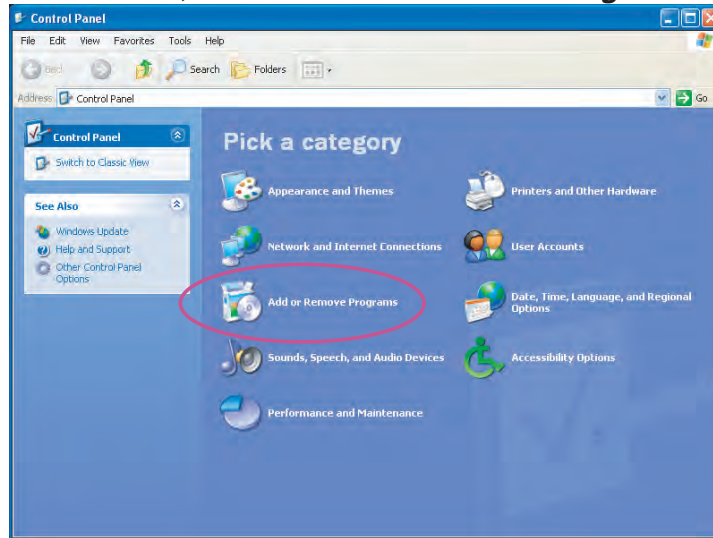 Control Panel
File Edit View Favorites Tools Help
Back Search Folders
Address Control Panel Go
Control Panel
Switch to Classic View
See Also
Windows Update
Help and Support
Other Control Panel
Options
Pick a category
Appearance and Themes
Printers and Other Hardware
Network and Internet Connections
User Accounts
Add or Remove Programs
Date, Time, Language, and Regional
Options
Sounds, Speech, and Audio Devices
Accessibility Options
Performance and Maintenance